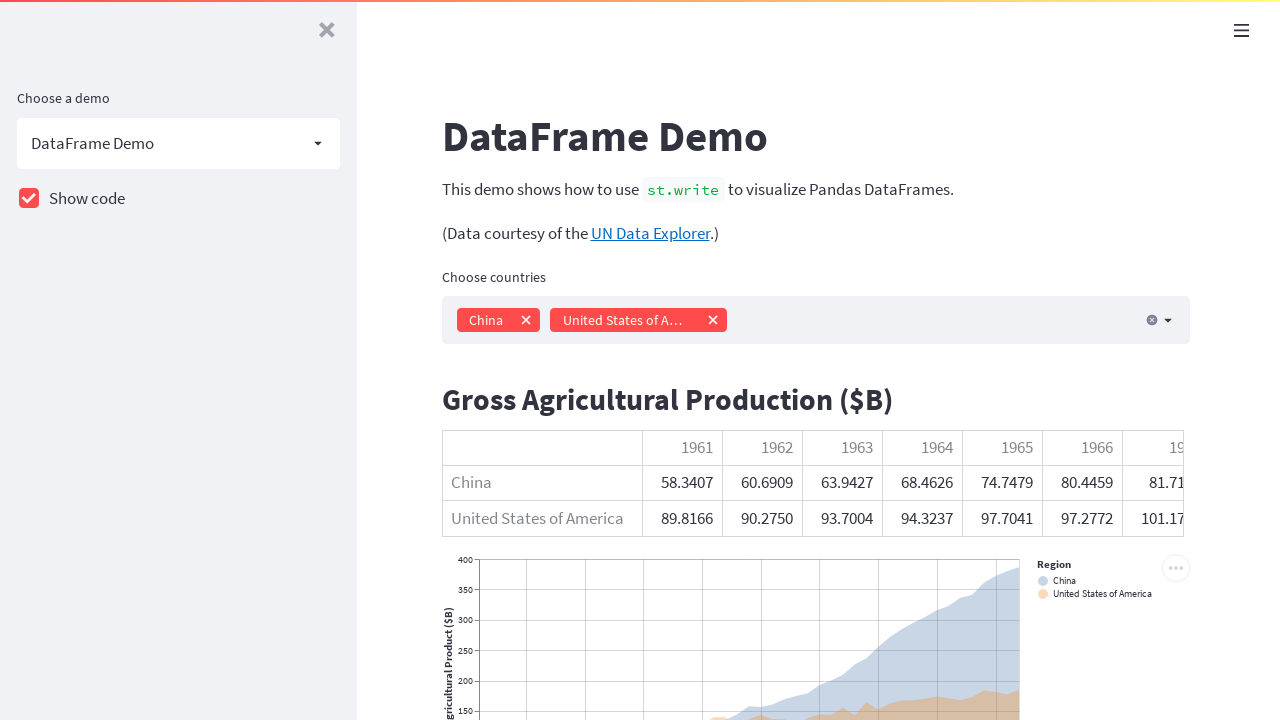 Choose a demo
DataFrame Demo
Show code
DataFrame Demo
This demo shows how to use st.write to visualize Pandas DataFrames.
(Data courtesy of the UN Data Explorer.)
Choose countries
China United States of A…
Gross Agricultural Production ($B)
1961 1962 1963 1964 1965 1966 19
China 58.3407 60.6909 63.9427 68.4626 74.7479 80.4459 81.71
United States of America 89.8166 90.2750 93.7004 94.3237 97.7041 97.2772 101.17
400
350
300
250
200
150
gricultural Product ($B)
Region
China
United States of America